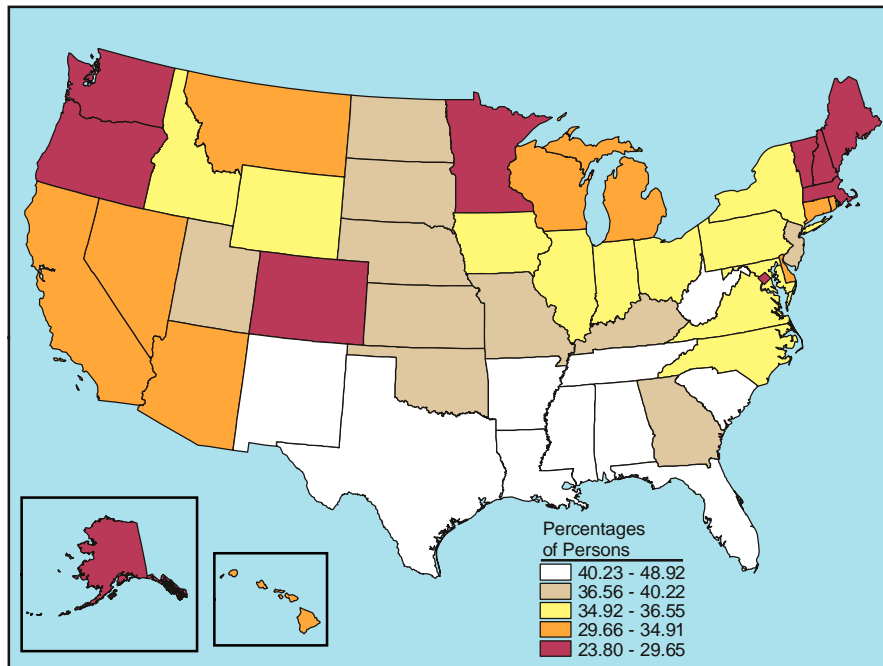 Percentages
of Persons
40.23 - 48.92
36.56 - 40.22
34.92 - 36.55
29.66 - 34.91
23.80 - 29.65